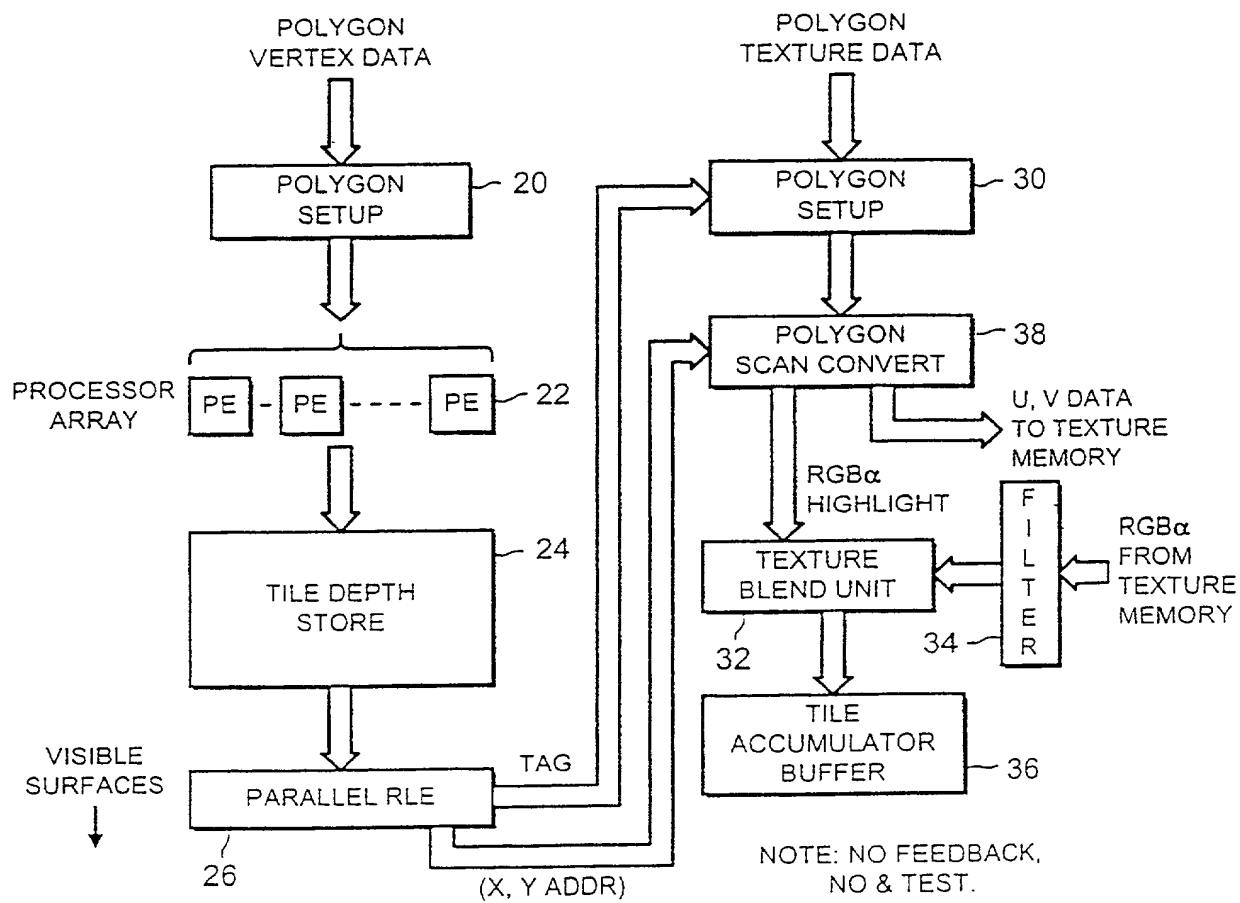 POLYGON
VERTEX DATA
POLYGON
SETUP
20
PROCESSOR
ARRAY
PE
PE
PE
22
TILE DEPTH
STORE
24
VISIBLE
SURFACES
PARALLEL RLE
26
TAG
(X, Y ADDR)
POLYGON
TEXTURE DATA
POLYGON
SETUP
30
POLYGON
SCAN CONVERT
38
U, V DATA
TO TEXTURE
MEMORY
RGBα
HIGHLIGHT
TEXTURE
BLEND UNIT
32
FILTER
34
RGBα
FROM
TEXTURE
MEMORY
TILE
ACCUMULATOR
BUFFER
36
NOTE: NO FEEDBACK,
NO & TEST.